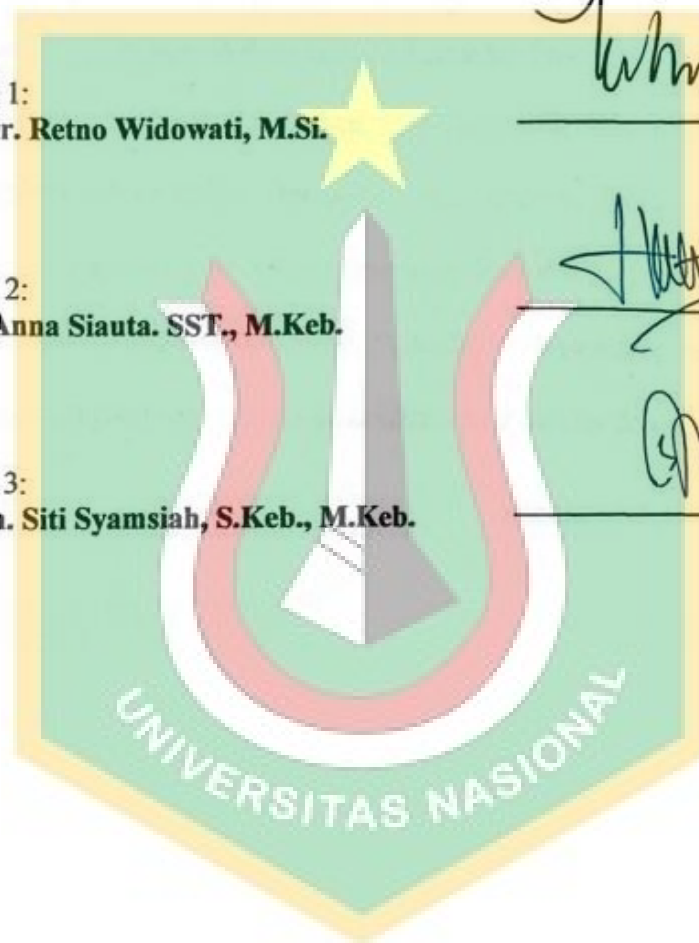 1:
r. Retno Widowati, M.Si.
2:
Anna Siauta. SST., M.Keb.
3:
n. Siti Syamsiah, S.Keb., M.Keb.
UNIVERSITAS NASIONAL